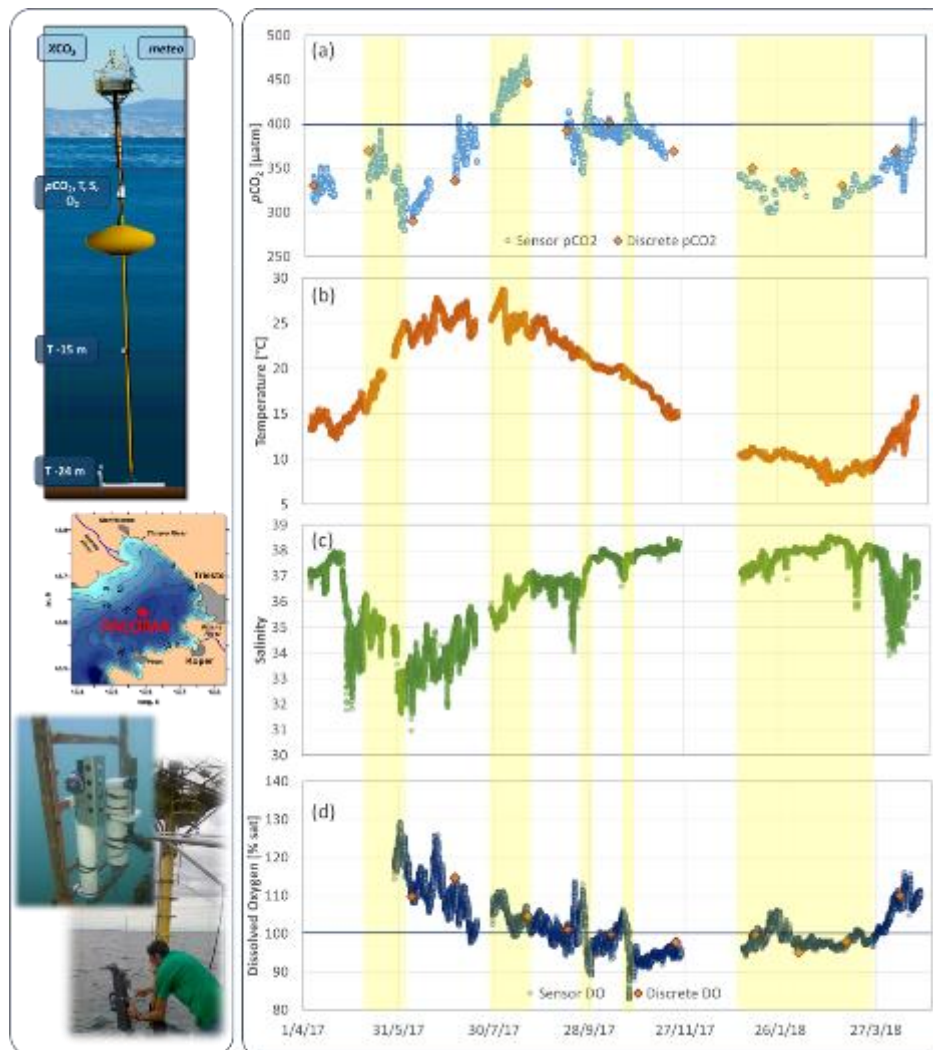 XCO₂
meteo
pCO₂, T, S,
O₂
T -15 m
T -24 m
Trieste
Koper
(a)
500
450
400
350
300
250
pCO₂ [µatm]
Sensor pCO2
Discrete pCO2
(b)
30
25
20
15
10
5
Temperature [°C]
(c)
39
38
37
36
35
34
33
32
31
30
Salinity
(d)
140
130
120
110
100
90
80
Dissolved Oxygen [% sat]
Sensor DO
Discrete DO
1/4/17
31/5/17
30/7/17
28/9/17
27/11/17
26/1/18
27/3/18